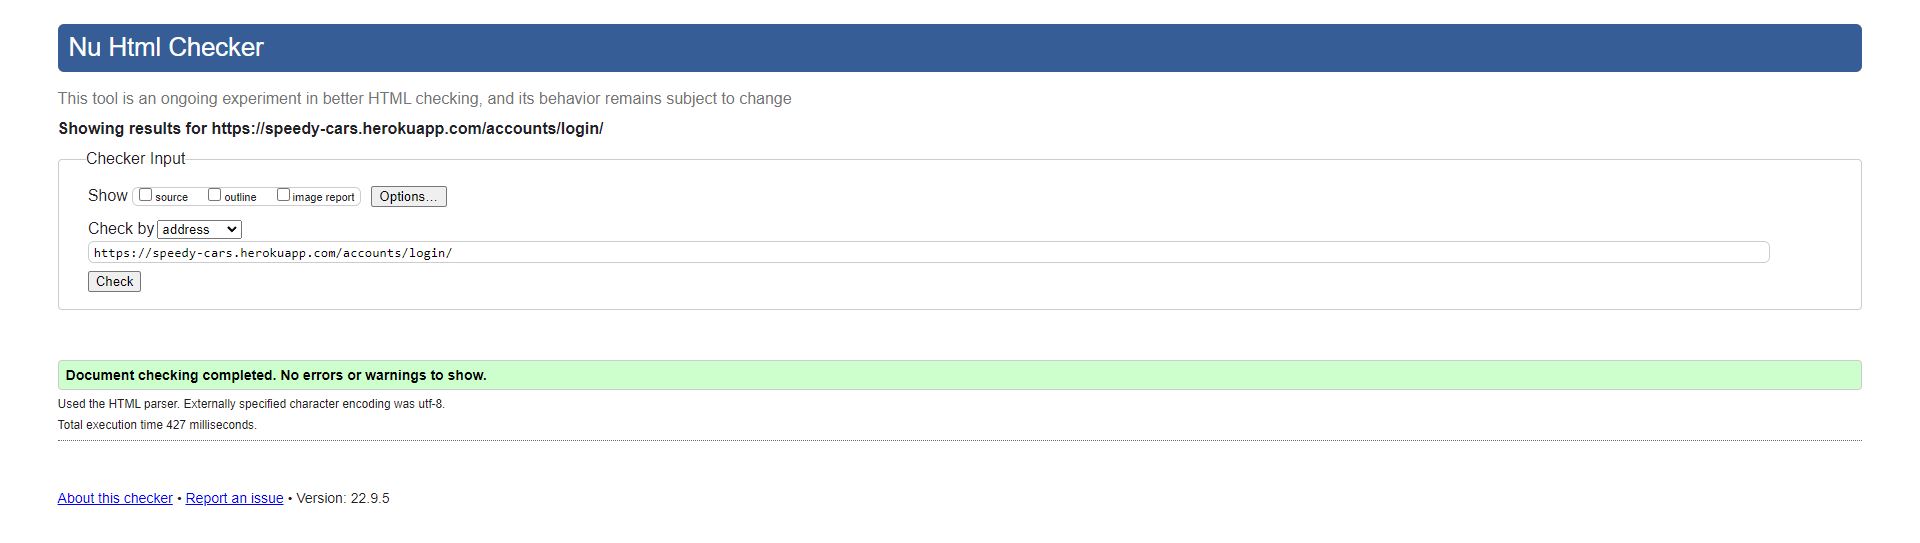 Nu Html Checker
This tool is an ongoing experiment in better HTML checking, and its behavior remains subject to change
Showing results for https://speedy-cars.herokuapp.com/accounts/login/
Checker Input
Show source outline image report Options...
Check by address
https://speedy-cars.herokuapp.com/accounts/login/
Check
Document checking completed. No errors or warnings to show.
Used the HTML parser. Externally specified character encoding was utf-8.
Total execution time 427 milliseconds.
About this checker • Report an issue • Version: 22.9.5